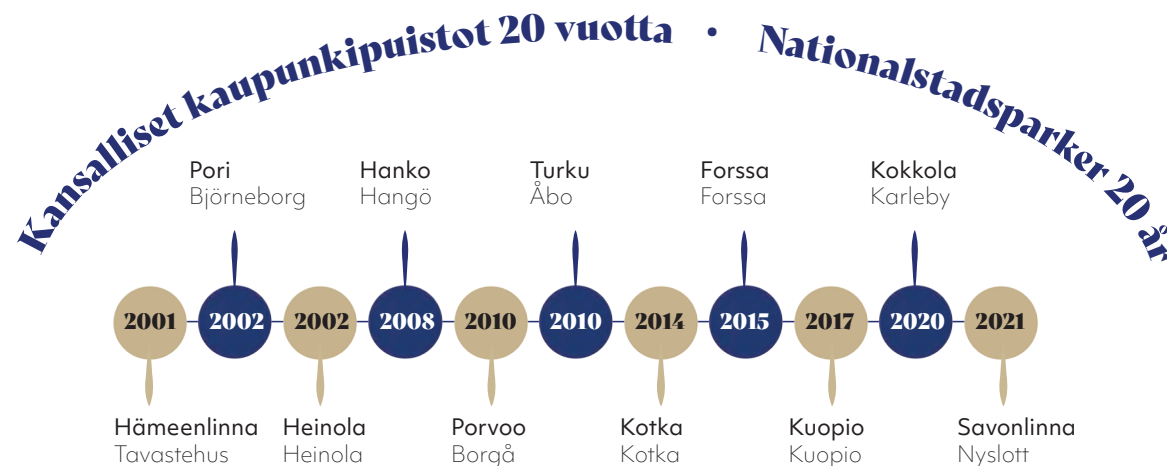 Kansalliset kaupunkipuistot 20 vuotta • Nationalstadsparker 20 år
Pori
Björneborg
Hanko
Hangö
Turku
Åbo
Forssa
Forssa
Kokkola
Karleby
2001 2002 2002 2008 2010 2010 2014 2015 2017 2020 2021
Hämeenlinna
Tavastehus
Heinola
Heinola
Porvoo
Borgå
Kotka
Kotka
Kuopio
Kuopio
Savonlinna
Nyslott